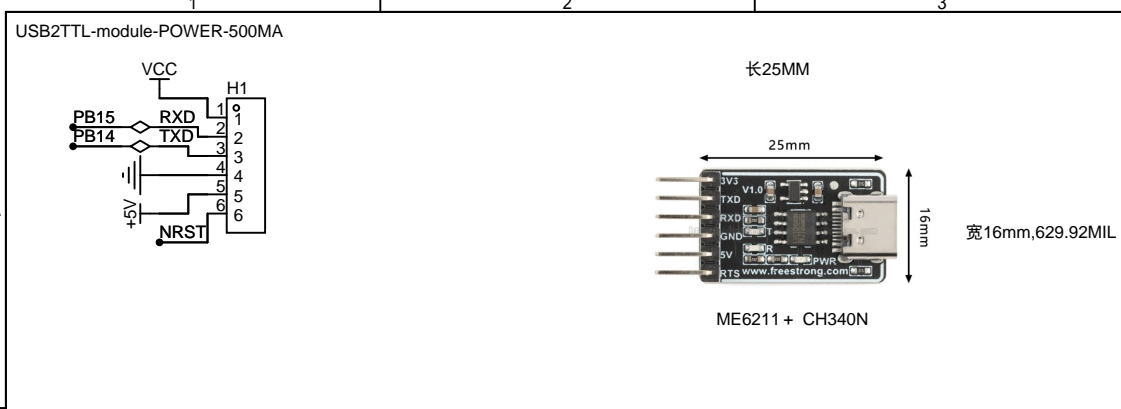 1
2
3
USB2TTL-module-POWER-500MA
VCC
H1
PB15
RXD
PB14
TXD
+5V
NRST
1
2
3
4
5
6
1
2
3
4
5
6
长25MM
25mm
3V3
V1.0
TXD
RXD
T
GND
R
5V
PWR
RTS www.freestrong.com
16mm
宽16mm,629.92MIL
ME6211 + CH340N